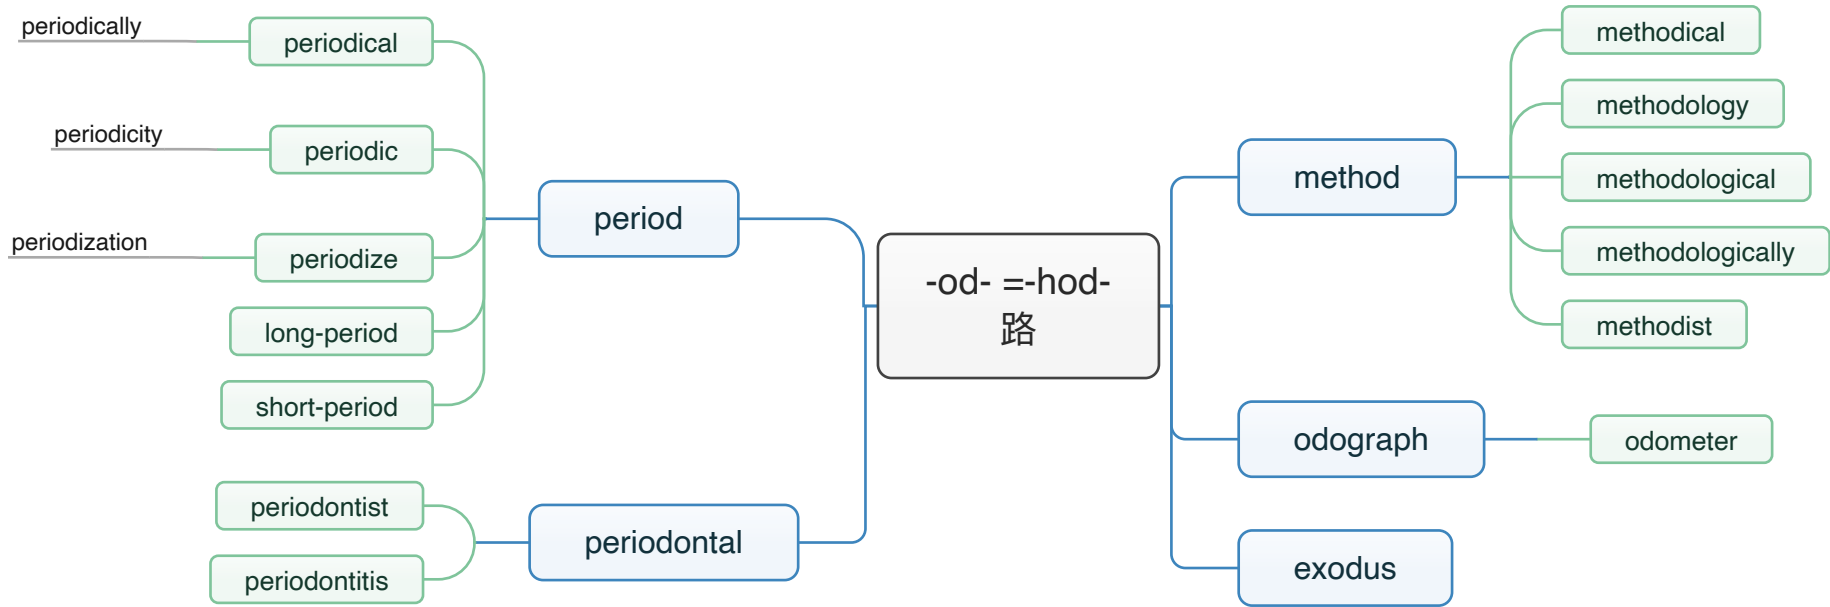 periodically
periodical
periodicity
periodic
periodization
periodize
long-period
short-period
period
periodontist
periodontitis
periodontal
-od- =-hod-
路
method
methodical
methodology
methodological
methodologically
methodist
odograph
odometer
exodus